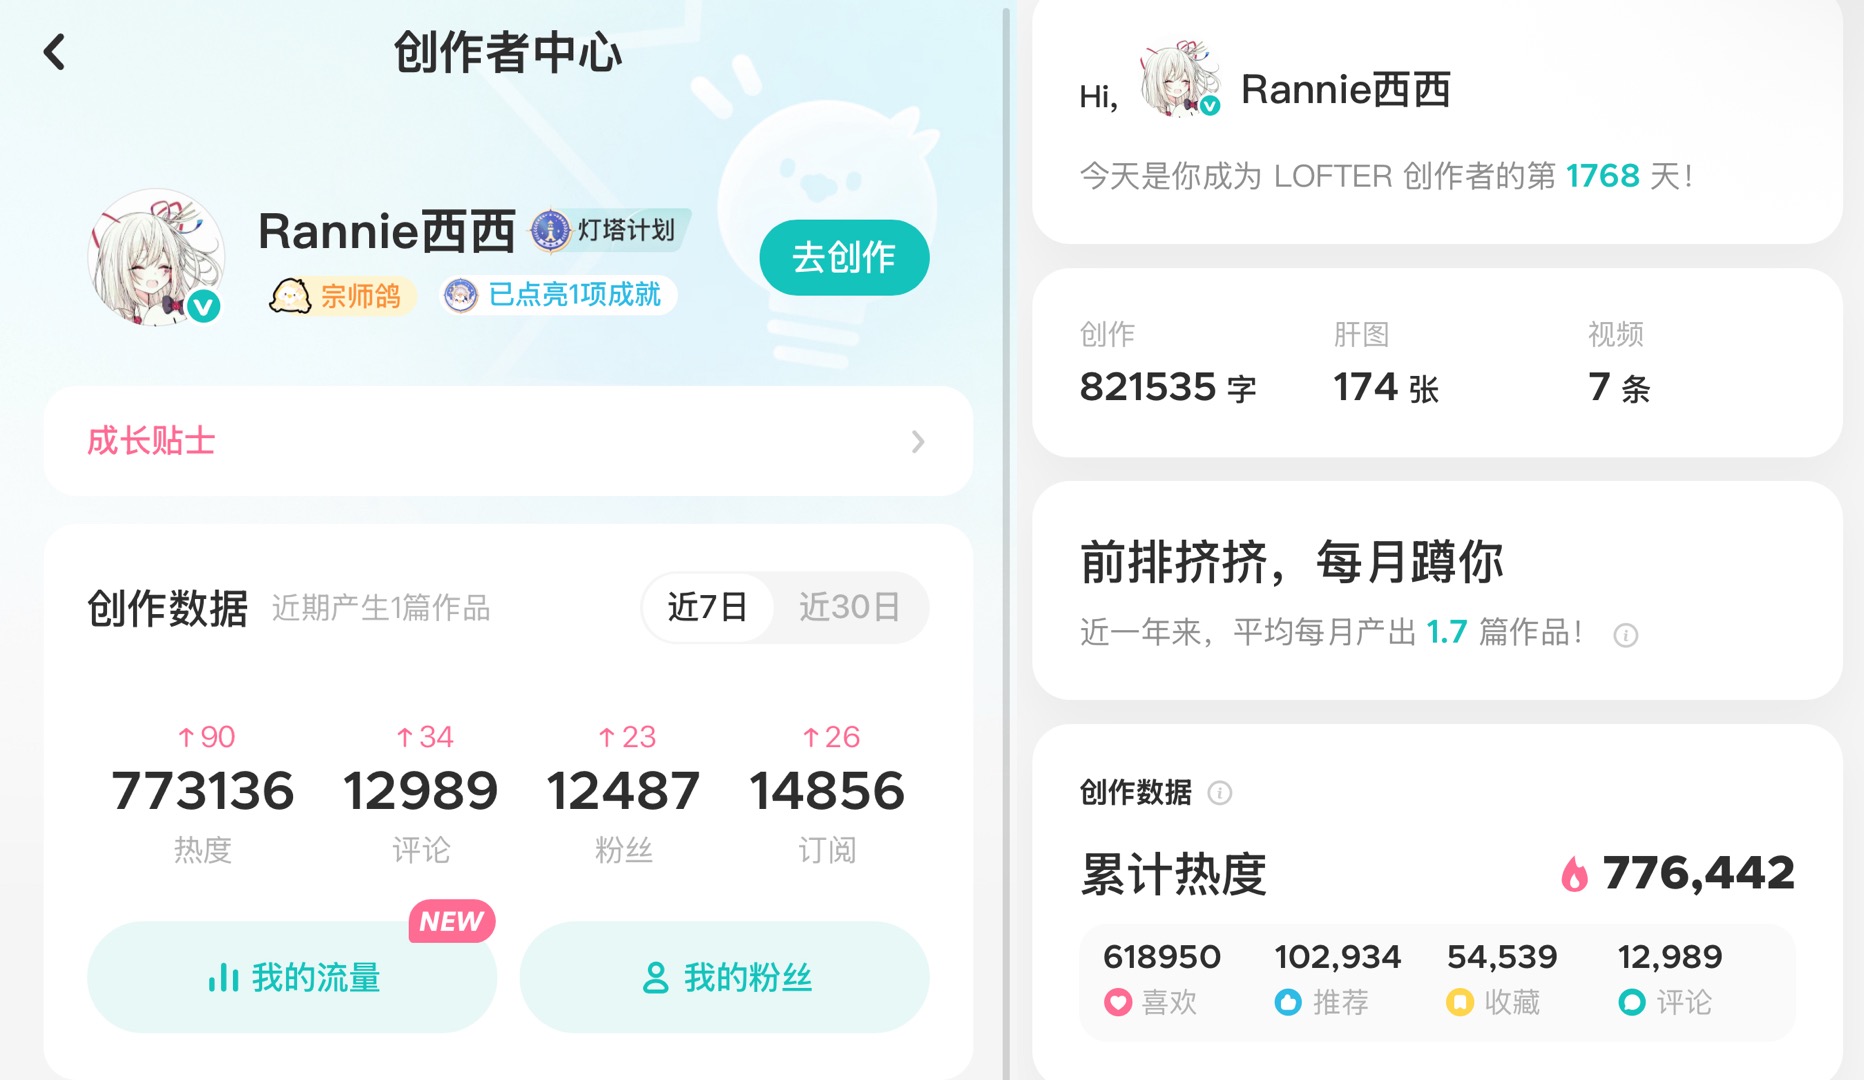 创作者中心
Rannie西西
灯塔计划
宗师鸽
已点亮1项成就
去创作
成长贴士
创作数据 近期产生1篇作品
近7日 近30日
↑90 ↑34 ↑23 ↑26
773136 12989 12487 14856
热度 评论 粉丝 订阅
NEW
我的流量 我的粉丝
Hi, Rannie西西
今天是你成为 LOFTER 创作者的第 1768 天！
创作 肝图 视频
821535 字 174 张 7 条
前排挤挤，每月蹲你
近一年来，平均每月产出 1.7 篇作品！
创作数据
累计热度 776,442
618950 102,934 54,539 12,989
喜欢 推荐 收藏 评论